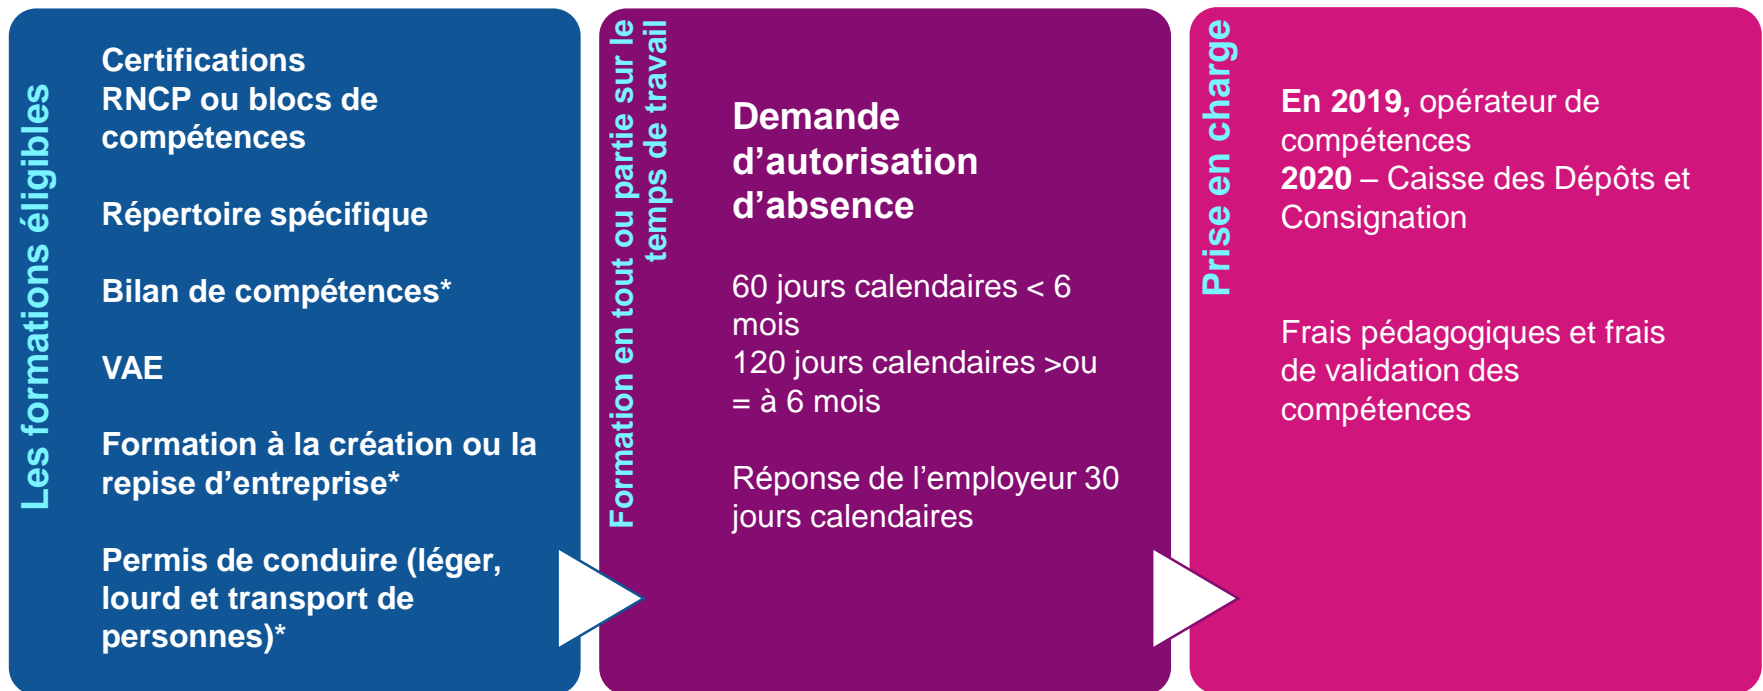 Les formations éligibles
Certifications
RNCP ou blocs de
compétences
Répertoire spécifique
Bilan de compétences*
VAE
Formation à la création ou la
repise d’entreprise*
Permis de conduire (léger,
lourd et transport de
personnes)*
Formation en tout ou partie sur le
temps de travail
Demande
d’autorisation
d’absence
60 jours calendaires < 6
mois
120 jours calendaires >ou
= à 6 mois
Réponse de l’employeur 30
jours calendaires
Prise en charge
En 2019, opérateur de
compétences
2020 – Caisse des Dépôts et
Consignation
Frais pédagogiques et frais
de validation des
compétences